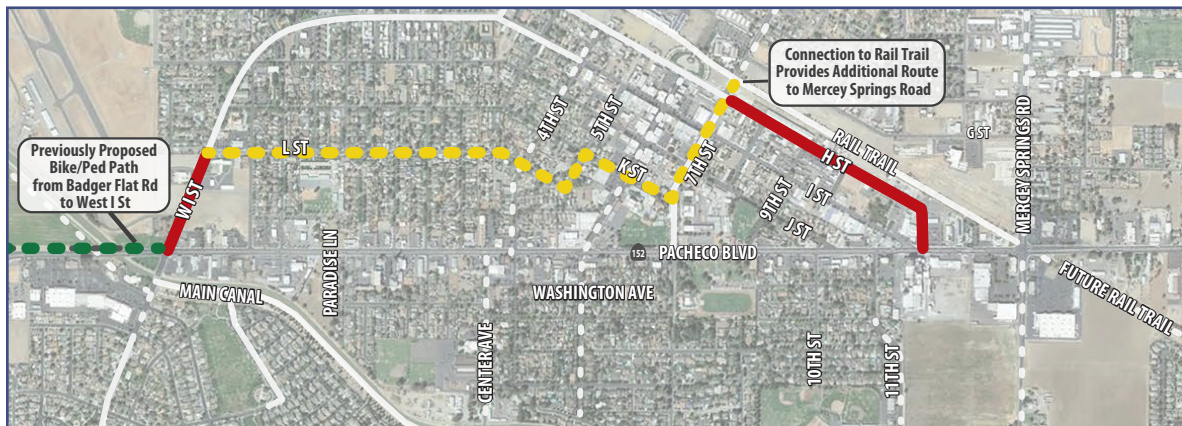 Connection to Rail Trail
Provides Additional Route
to Mercey Springs Road
4TH ST
5TH ST
MERCEY SPRINGS RD
G ST
RAIL TRAIL
Previously Proposed
Bike/Ped Path
from Badger Flat Rd
to West I St
L ST
K ST
7TH ST
H ST
W I ST
9TH ST
I ST
J ST
PARADISE LN
152
PACHECO BLVD
MAIN CANAL
WASHINGTON AVE
FUTURE RAIL TRAIL
CENTER AVE
10TH ST
11TH ST